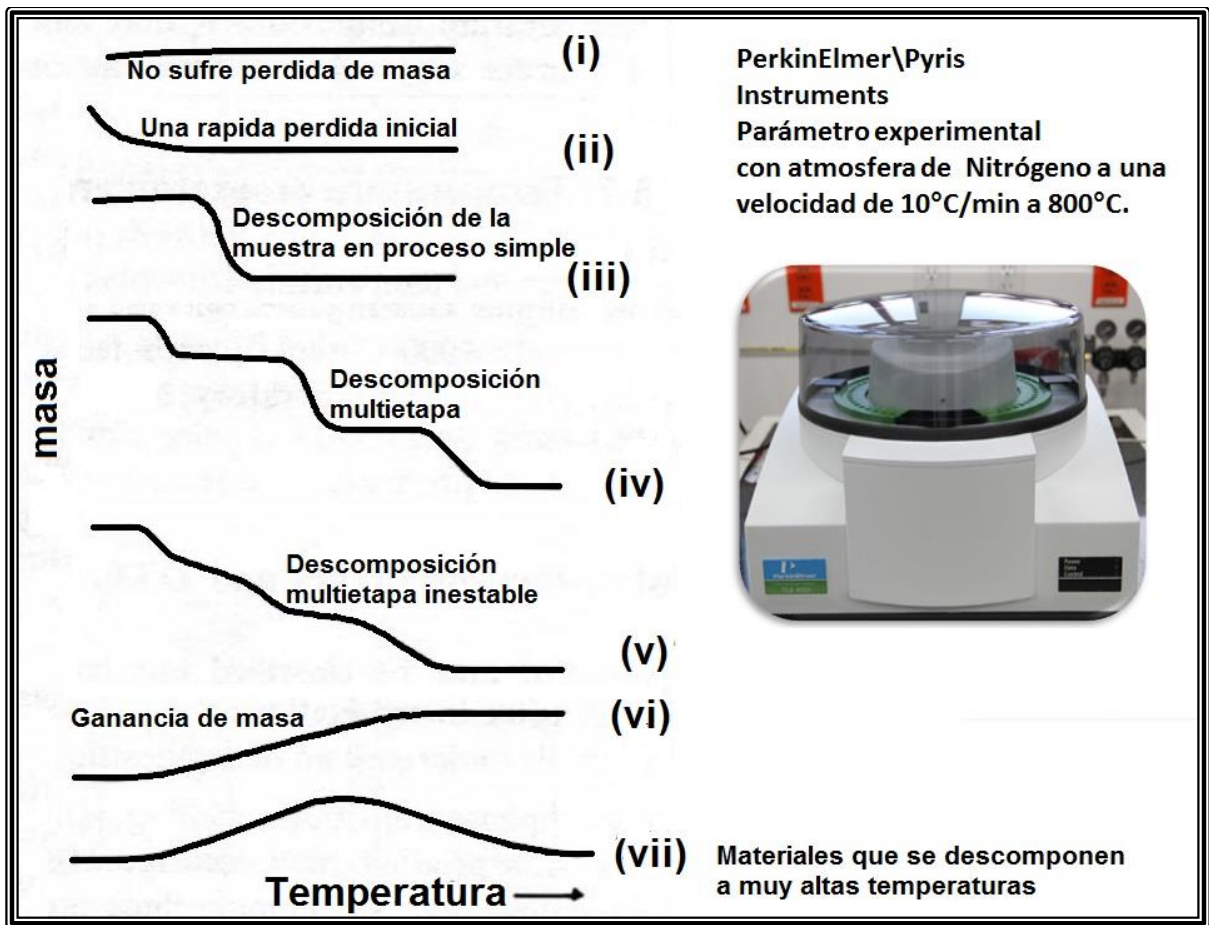 (i)
No sufre perdida de masa
Una rapida perdida inicial
(ii)
Descomposición de la
muestra en proceso simple
(iii)
masa
Descomposición
multietapa
(iv)
Descomposición
multietapa inestable
(v)
Ganancia de masa
(vi)
(vii)
Temperatura
PerkinElmer\Pyris
Instruments
Parámetro experimental
con atmosfera de Nitrógeno a una
velocidad de 10°C/min a 800°C.
PerkinElmer
Materiales que se descomponen
a muy altas temperaturas